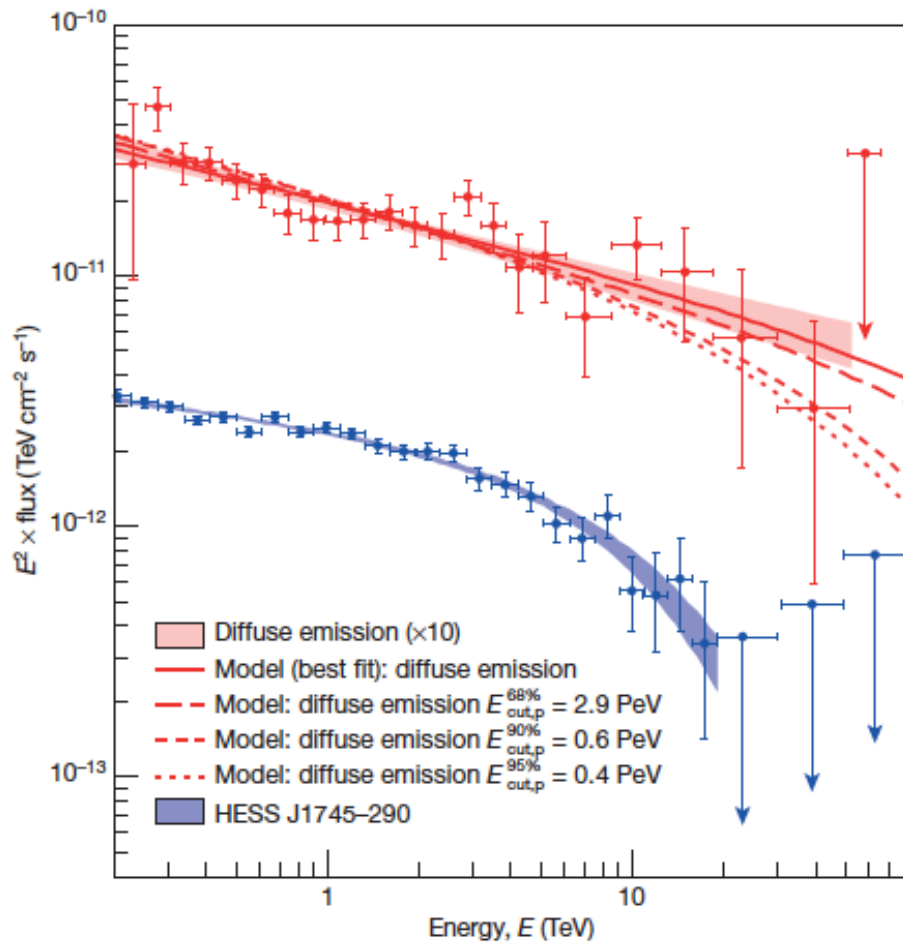 10⁻¹⁰
10⁻¹¹
10⁻¹²
10⁻¹³
E² × flux (TeV cm⁻² s⁻¹)
Diffuse emission (×10)
Model (best fit): diffuse emission
Model: diffuse emission E^68%_cut,p = 2.9 PeV
Model: diffuse emission E^90%_cut,p = 0.6 PeV
Model: diffuse emission E^95%_cut,p = 0.4 PeV
HESS J1745–290
1 10
Energy, E (TeV)